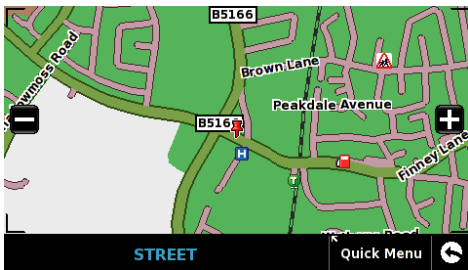 B5166
Brown Lane
Peakdale Avenue
B516
Finney Lane
H
T
STREET
Quick Menu